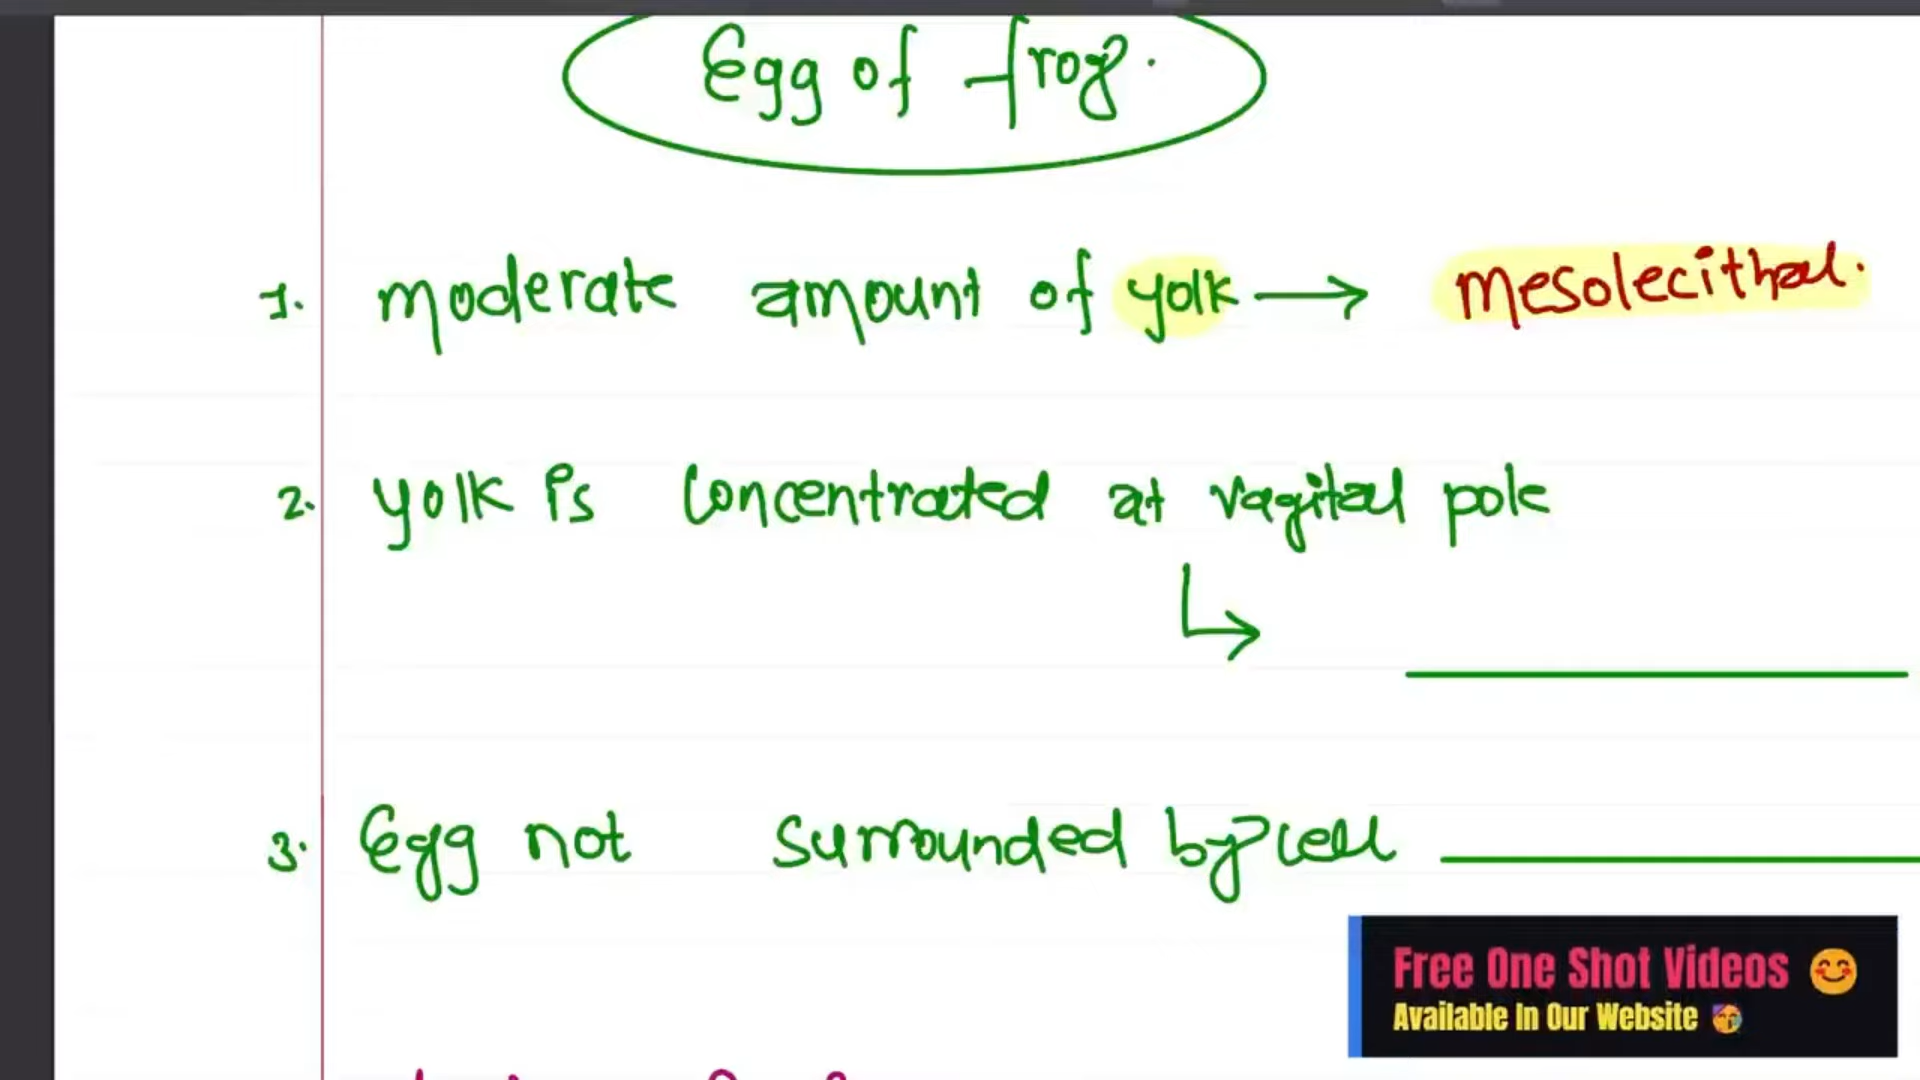 Egg of frog.
1. moderate amount of yolk → mesolecithal.
2. yolk is concentrated at vagital pole
↳
3. Egg not surrounded by cell
Free One Shot Videos 😊
Available In Our Website 🥳